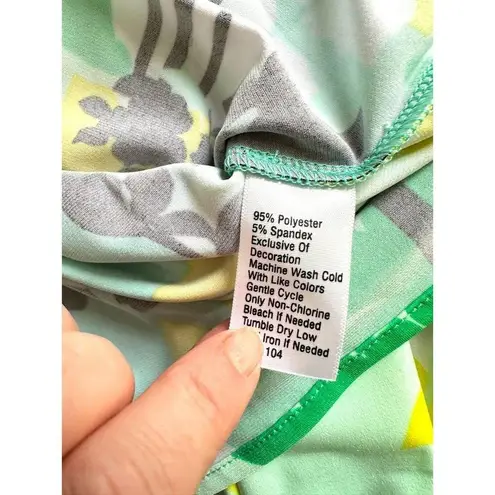 95% Polyester
5% Spandex
Exclusive Of
Decoration
Machine Wash Cold
With Like Colors
Gentle Cycle
Only Non-Chlorine
Bleach If Needed
Tumble Dry Low
Iron If Needed
104